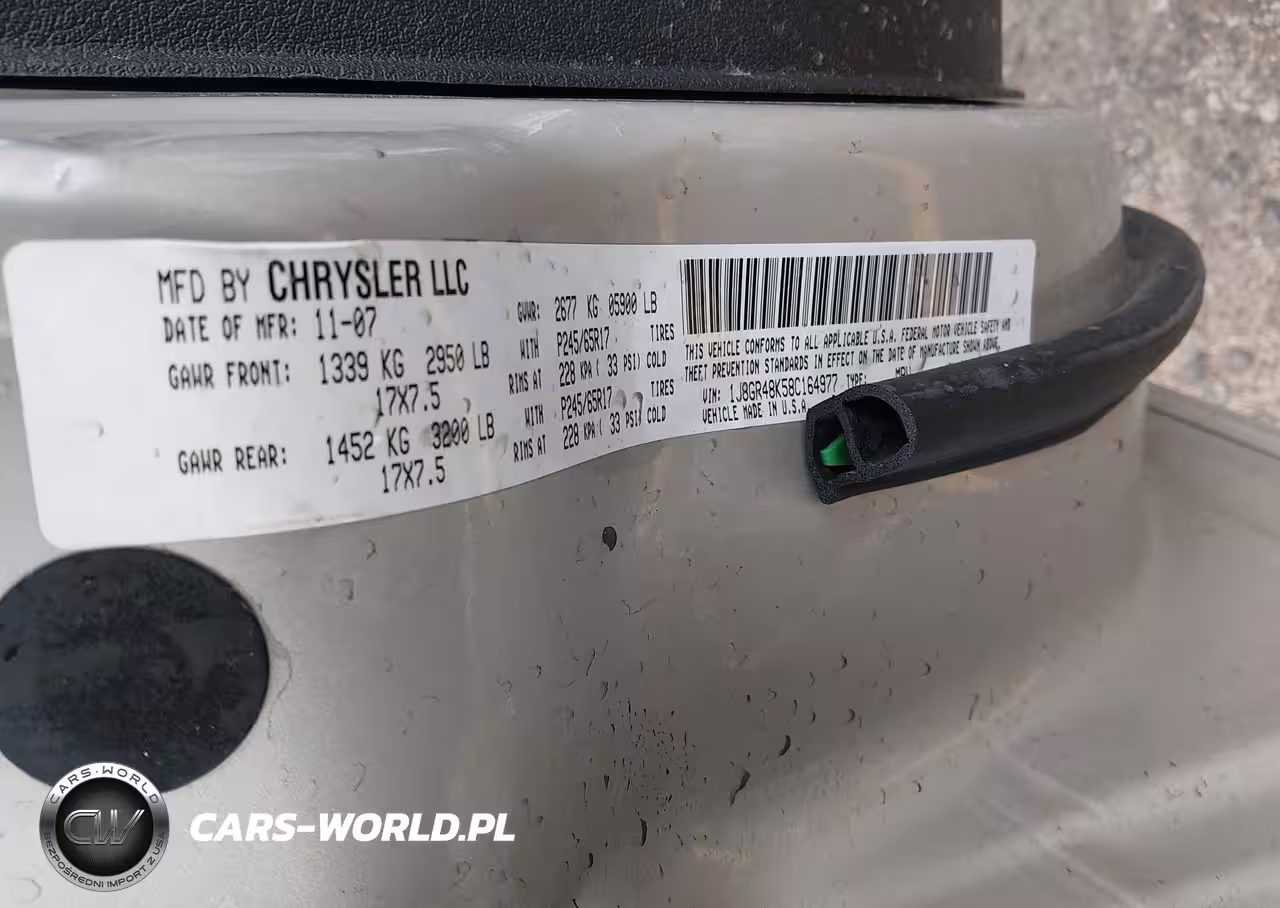 MFD BY CHRYSLER LLC
DATE OF MFR: 11-07
GVWR: 2677 KG 05900 LB
GAWR FRONT: 1339 KG 2950 LB WITH P245/65R17 TIRES
17X7.5 RIMS AT 228 KPA( 33 PSI) COLD
GAWR REAR: 1452 KG 3200 LB WITH P245/65R17 TIRES
17X7.5 RIMS AT 228 KPA( 33 PSI) COLD
THIS VEHICLE CONFORMS TO ALL APPLICABLE U.S.A. FEDERAL MOTOR VEHICLE SAFETY AND
THEFT PREVENTION STANDARDS IN EFFECT ON THE DATE OF MANUFACTURE SHOWN ABOVE.
VIN: 1J8GR48K58C164977 TYPE:
VEHICLE MADE IN U.S.A.
CARS-WORLD
CW
BEZPOŚREDNI IMPORT Z USA
CARS-WORLD.PL